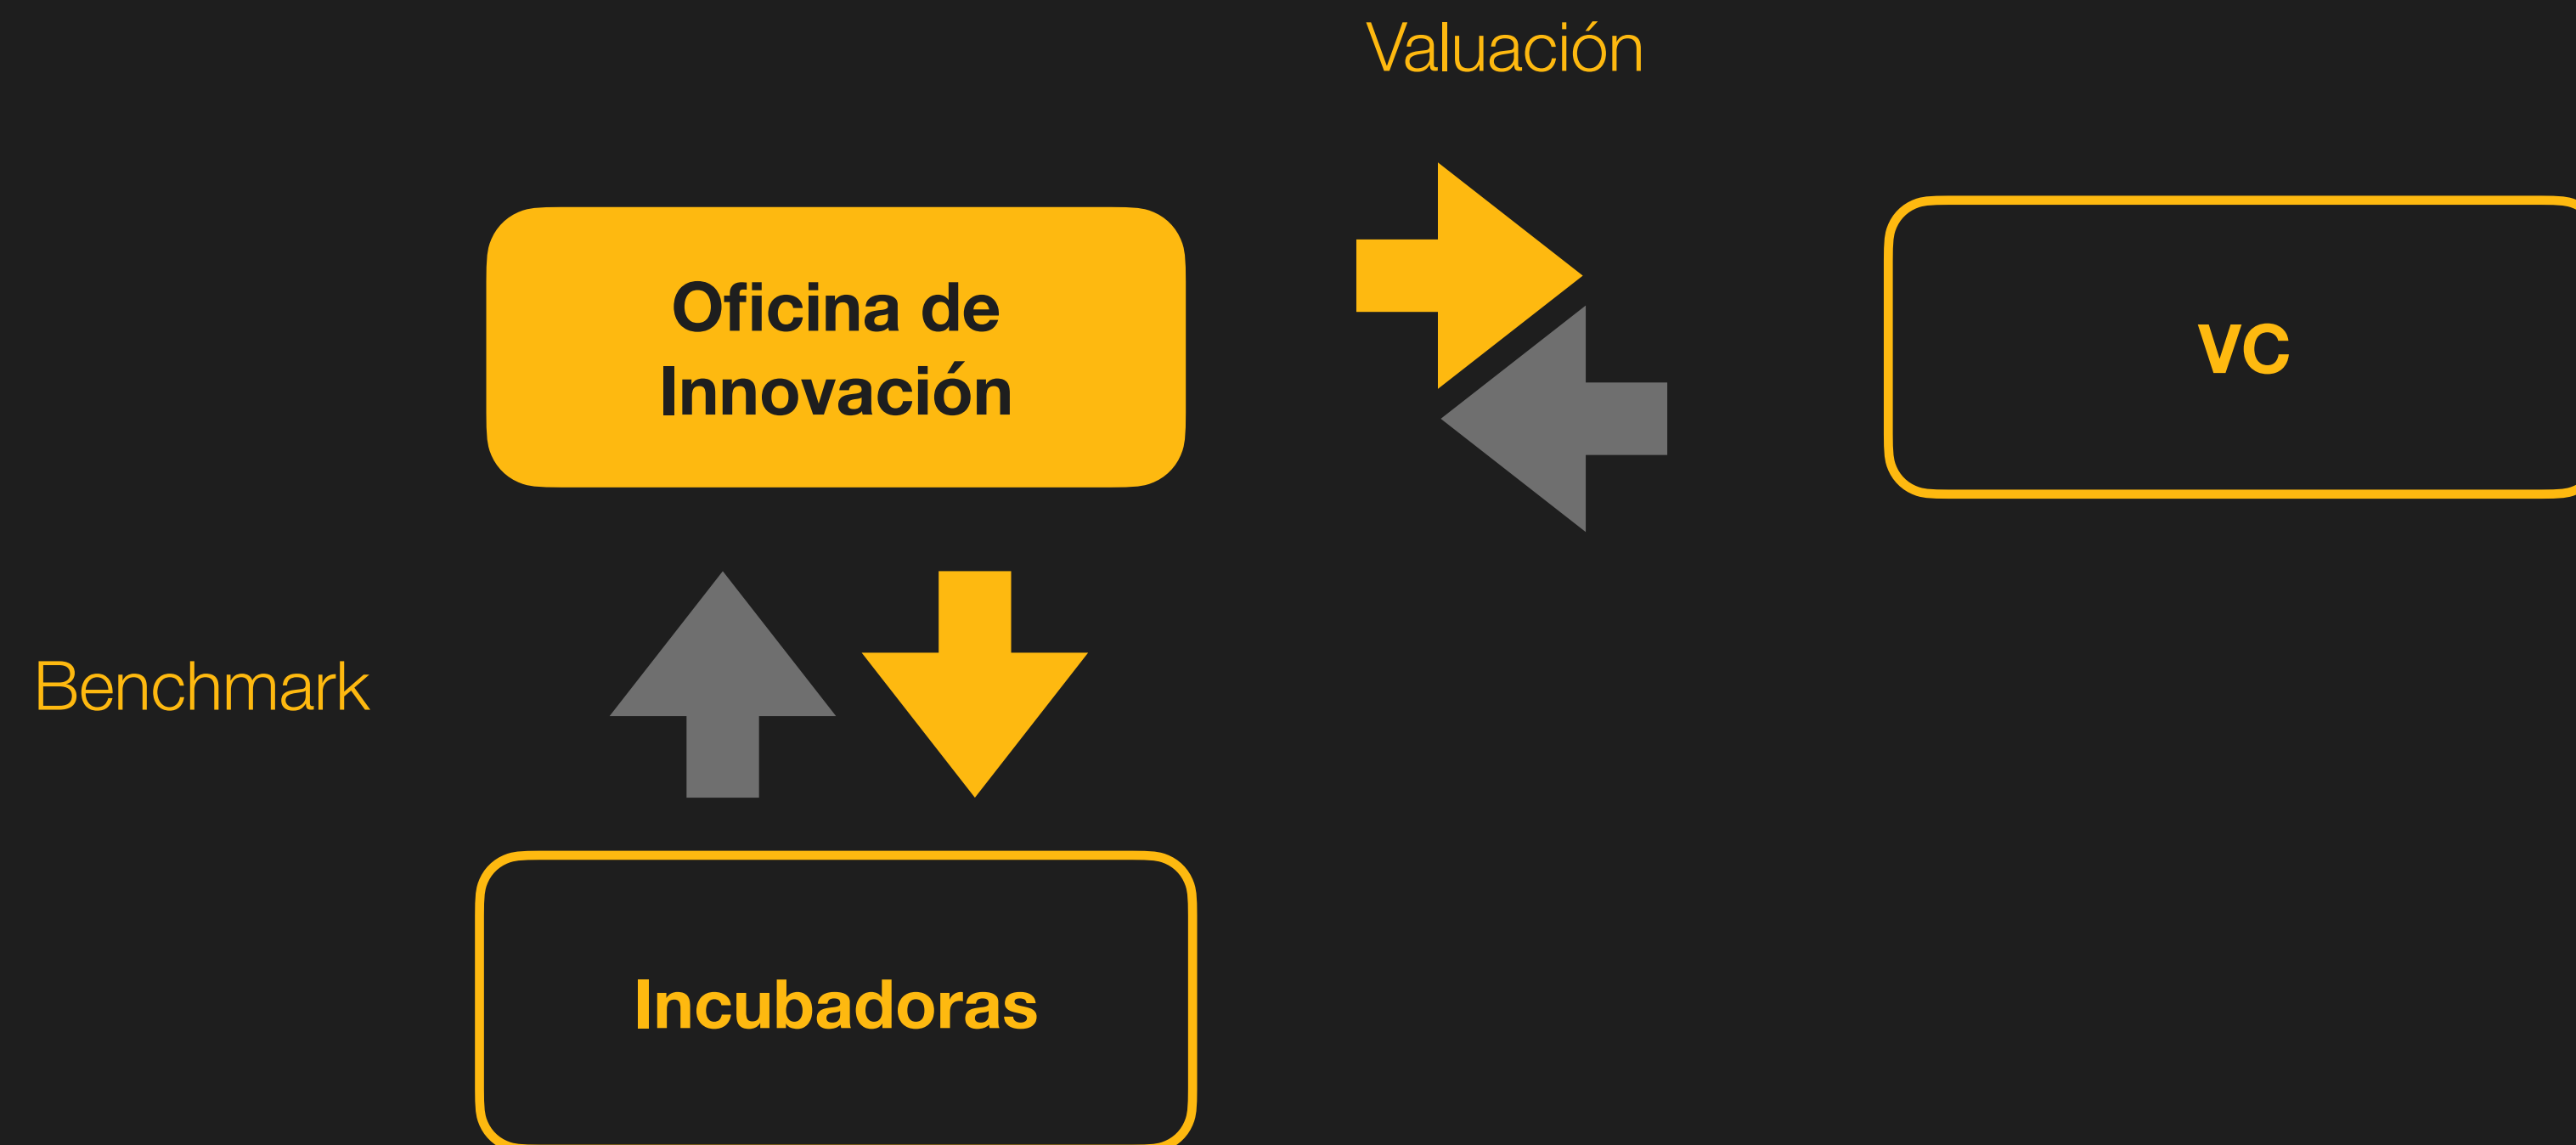 Valuación
Oficina de
Innovación
VC
Benchmark
Incubadoras